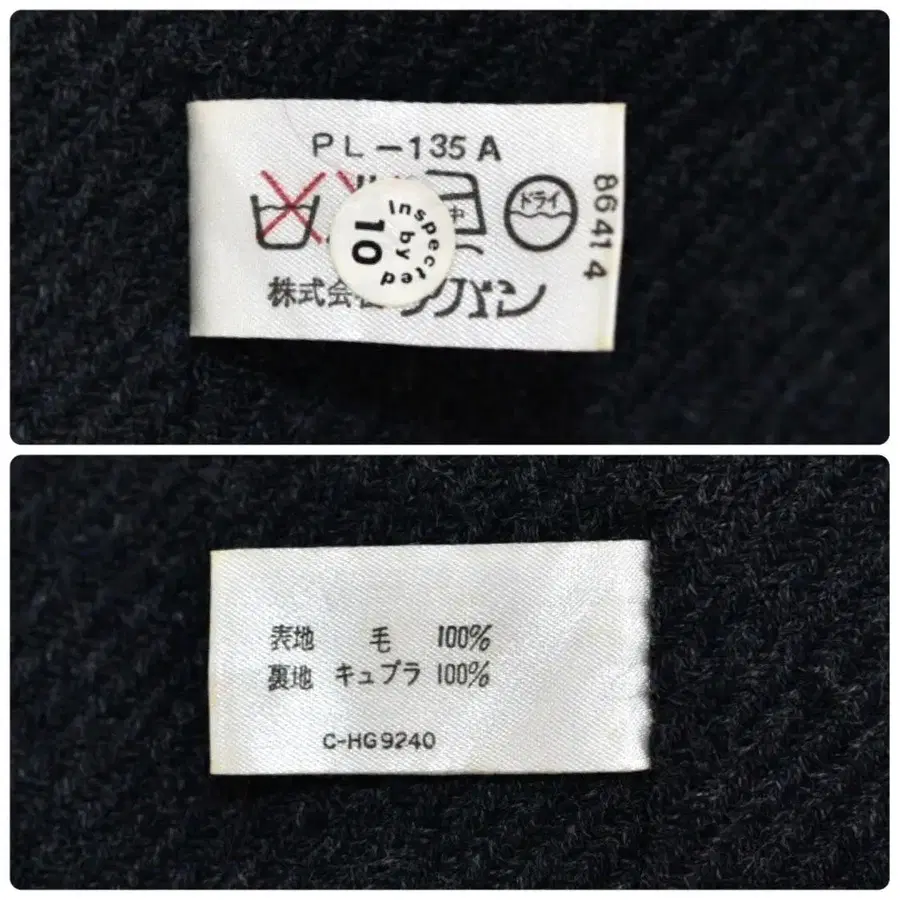 PL-135A
ドライ
中
86414
Inspected
by
10
株式会
表地 毛 100%
裏地 キュプラ 100%
C-HG9240